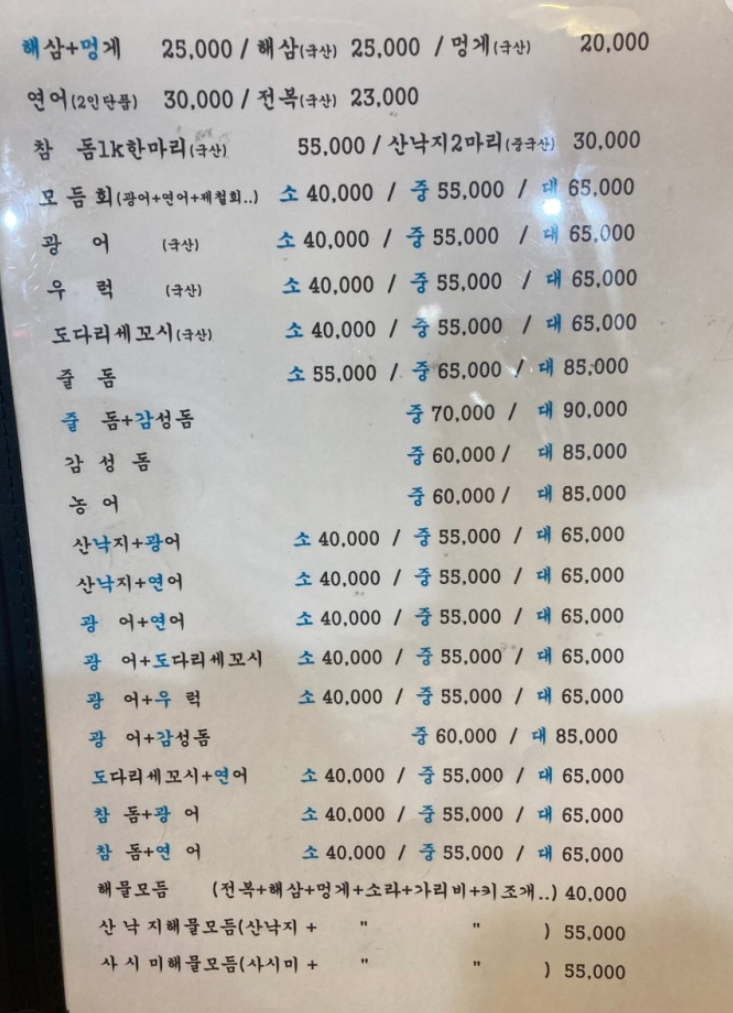 해삼+멍게 25,000 / 해삼(국산) 25,000 / 멍게(국산) 20,000
연어(2인단품) 30,000 / 전복(국산) 23,000
참 돔1k한마리(국산) 55,000 / 산낙지2마리(중국산) 30,000
모듬회(광어+연어+제철회..) 소 40,000 / 중 55,000 / 대 65,000
광 어 (국산) 소 40,000 / 중 55,000 / 대 65,000
우 럭 (국산) 소 40,000 / 중 55,000 / 대 65,000
도다리세꼬시(국산) 소 40,000 / 중 55,000 / 대 65,000
줄 돔 소 55,000 / 중 65,000 / 대 85,000
줄 돔+감성돔 중 70,000 / 대 90,000
감 성 돔 중 60,000 / 대 85,000
농 어 중 60,000 / 대 85,000
산낙지+광어 소 40,000 / 중 55,000 / 대 65,000
산낙지+연어 소 40,000 / 중 55,000 / 대 65,000
광 어+연어 소 40,000 / 중 55,000 / 대 65,000
광 어+도다리세꼬시 소 40,000 / 중 55,000 / 대 65,000
광 어+우 럭 소 40,000 / 중 55,000 / 대 65,000
광 어+감성돔 중 60,000 / 대 85,000
도다리세꼬시+연어 소 40,000 / 중 55,000 / 대 65,000
참 돔+광 어 소 40,000 / 중 55,000 / 대 65,000
참 돔+연 어 소 40,000 / 중 55,000 / 대 65,000
해물모듬 (전복+해삼+멍게+소라+가리비+키조개..) 40,000
산 낙 지해물모듬(산낙지 + " " ) 55,000
사 시 미해물모듬(사시미 + " " ) 55,000